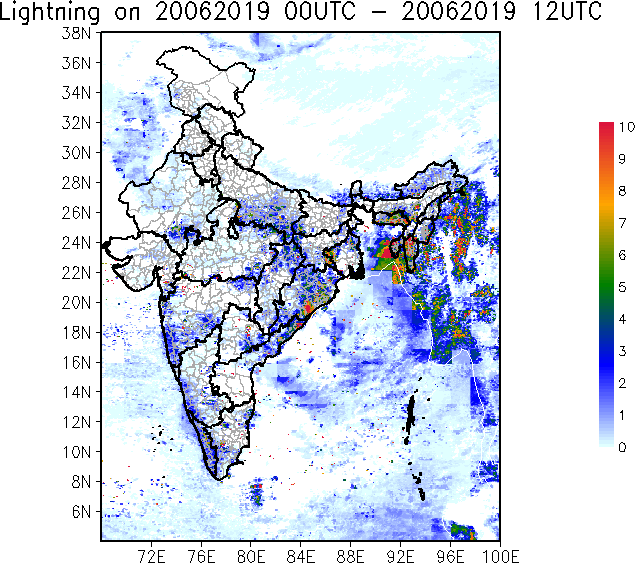 Lightning on 20062019 00UTC – 20062019 12UTC
38N
36N
34N
32N
30N
28N
26N
24N
22N
20N
18N
16N
14N
12N
10N
8N
6N
72E 76E 80E 84E 88E 92E 96E 100E
10
9
8
7
6
5
4
3
2
1
0